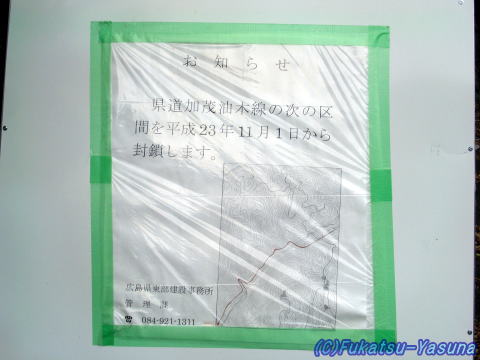 お知らせ
県道加茂油木線の次の区
間を平成23年11月1日から
封鎖します。
広島県東部建設事務所
管理課
☎ 084-921-1311
(C)Fukatsu-Yasuna